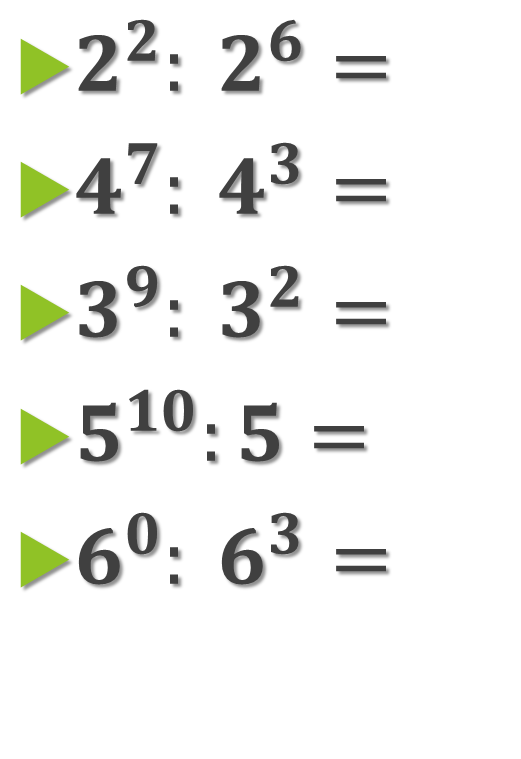 2²: 2⁶ =
4⁷: 4³ =
3⁹: 3² =
5¹⁰: 5 =
6⁰: 6³ =